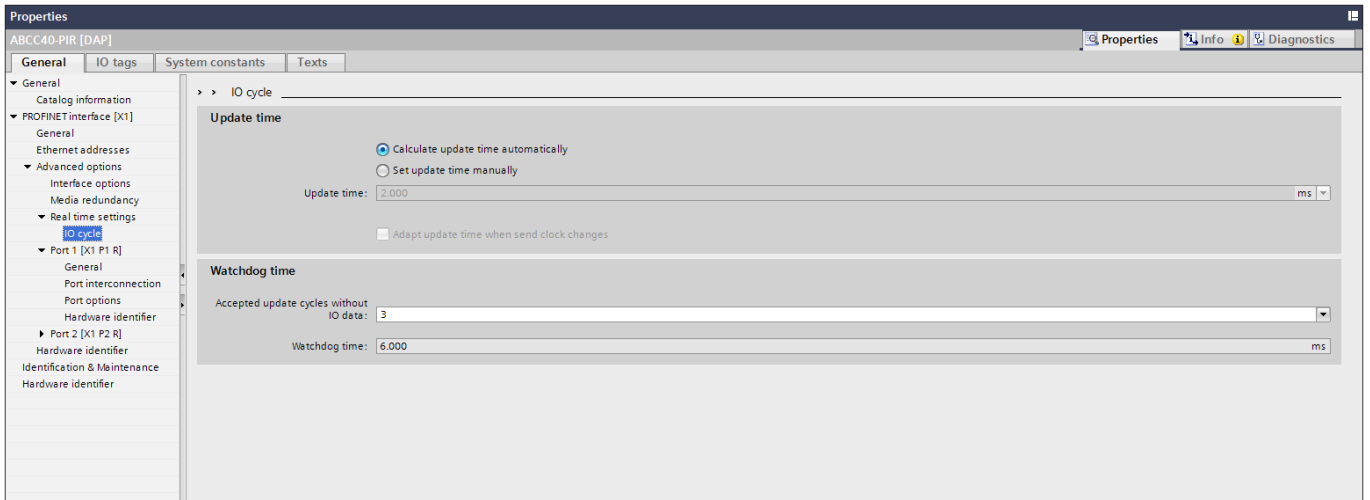 Properties
ABCC40-PIR [DAP]
Properties Info Diagnostics
General IO tags System constants Texts
General
Catalog information
PROFINET interface [X1]
General
Ethernet addresses
Advanced options
Interface options
Media redundancy
Real time settings
IO cycle
Port 1 [X1 P1 R]
General
Port interconnection
Port options
Hardware identifier
Port 2 [X1 P2 R]
Hardware identifier
Identification & Maintenance
Hardware identifier
> > IO cycle
Update time
Calculate update time automatically
Set update time manually
Update time: 2.000 ms
Adapt update time when send clock changes
Watchdog time
Accepted update cycles without
IO data: 3
Watchdog time: 6.000 ms